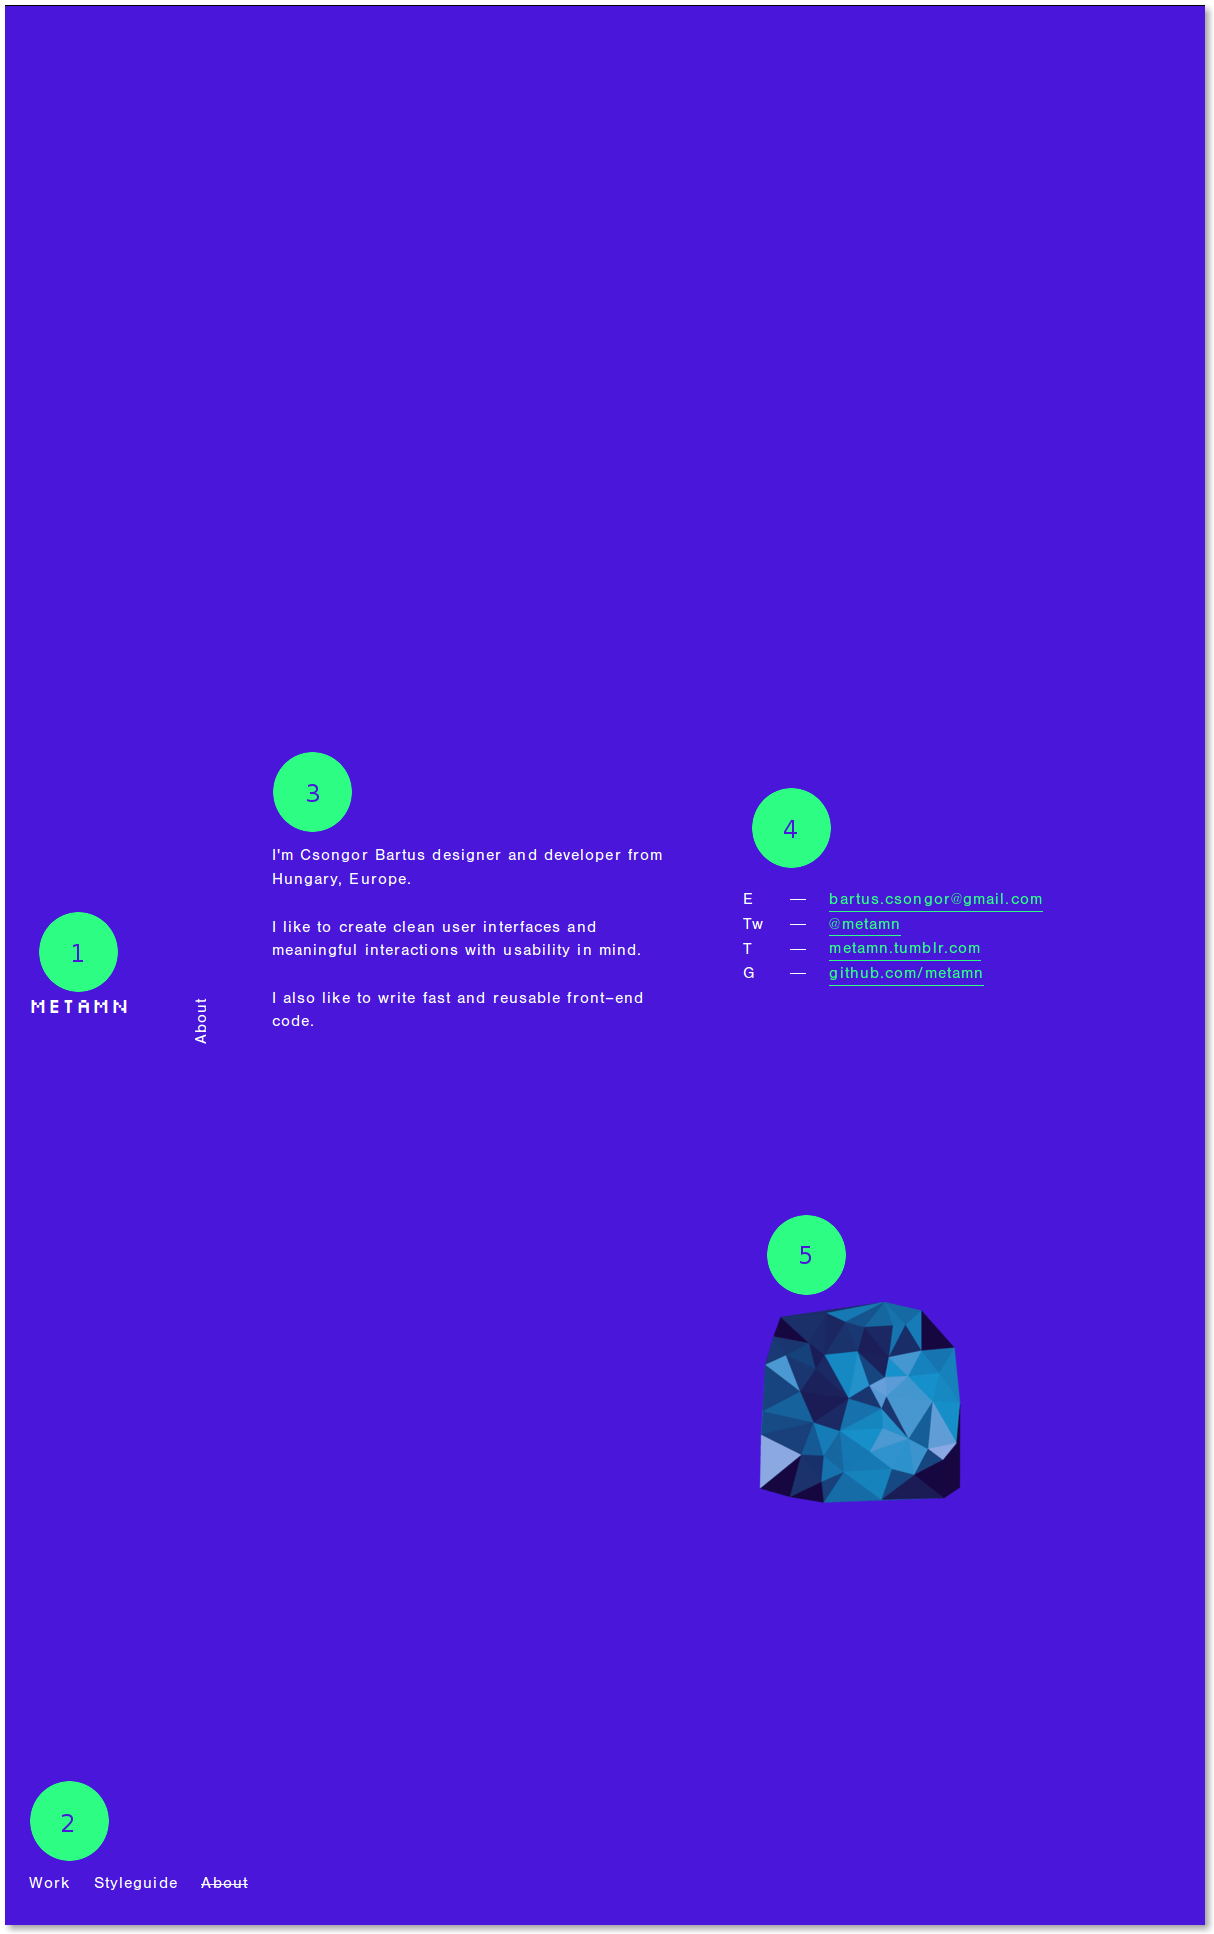 3
I'm Csongor Bartus designer and developer from
Hungary, Europe.
I like to create clean user interfaces and
meaningful interactions with usability in mind.
I also like to write fast and reusable front–end
code.
4
E — bartus.csongor@gmail.com
Tw — @metamn
T — metamn.tumblr.com
G — github.com/metamn
1
METAMN
About
5
2
Work Styleguide About